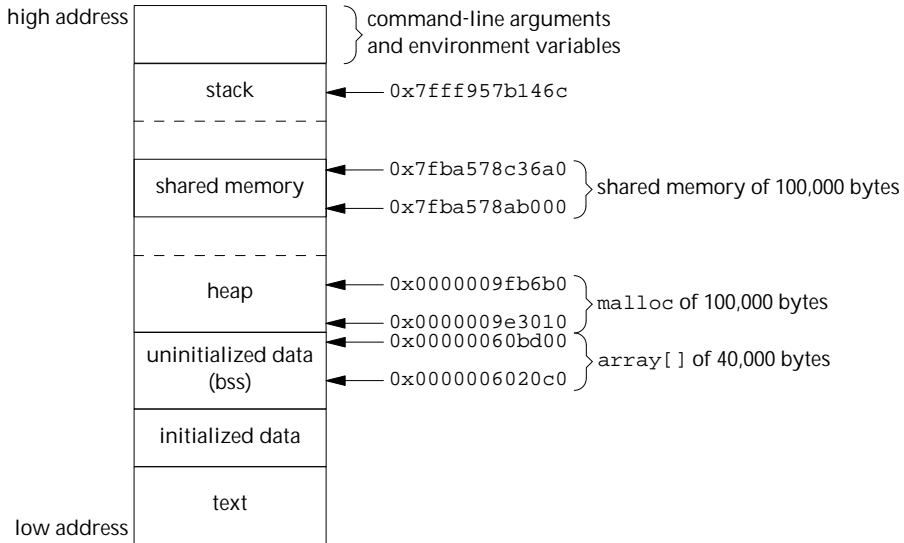 high address
command-line arguments
and environment variables
stack
0x7fff957b146c
shared memory
0x7fba578c36a0
0x7fba578ab000
shared memory of 100,000 bytes
heap
0x0000009fb6b0
0x0000009e3010
malloc of 100,000 bytes
uninitialized data
(bss)
0x00000060bd00
0x0000006020c0
array[] of 40,000 bytes
initialized data
text
low address